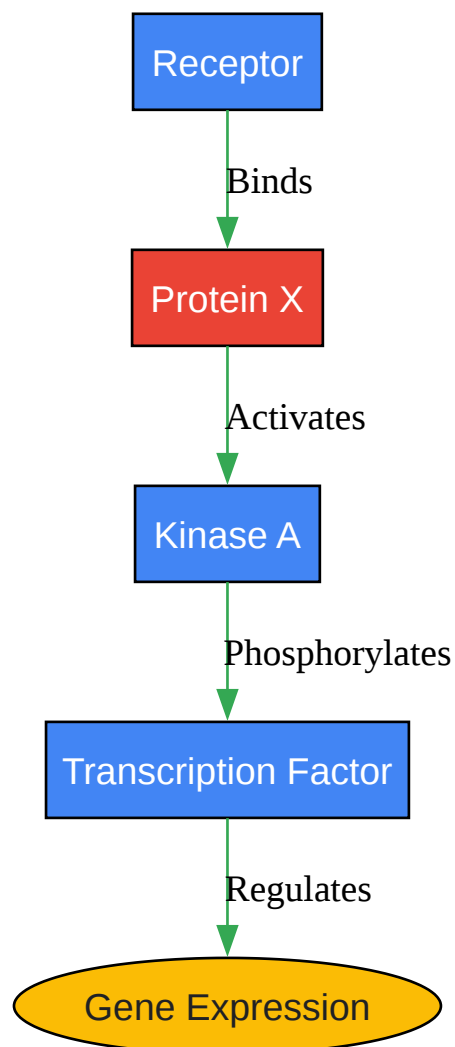 Receptor
Binds
Protein X
Activates
Kinase A
Phosphorylates
Transcription Factor
Regulates
Gene Expression